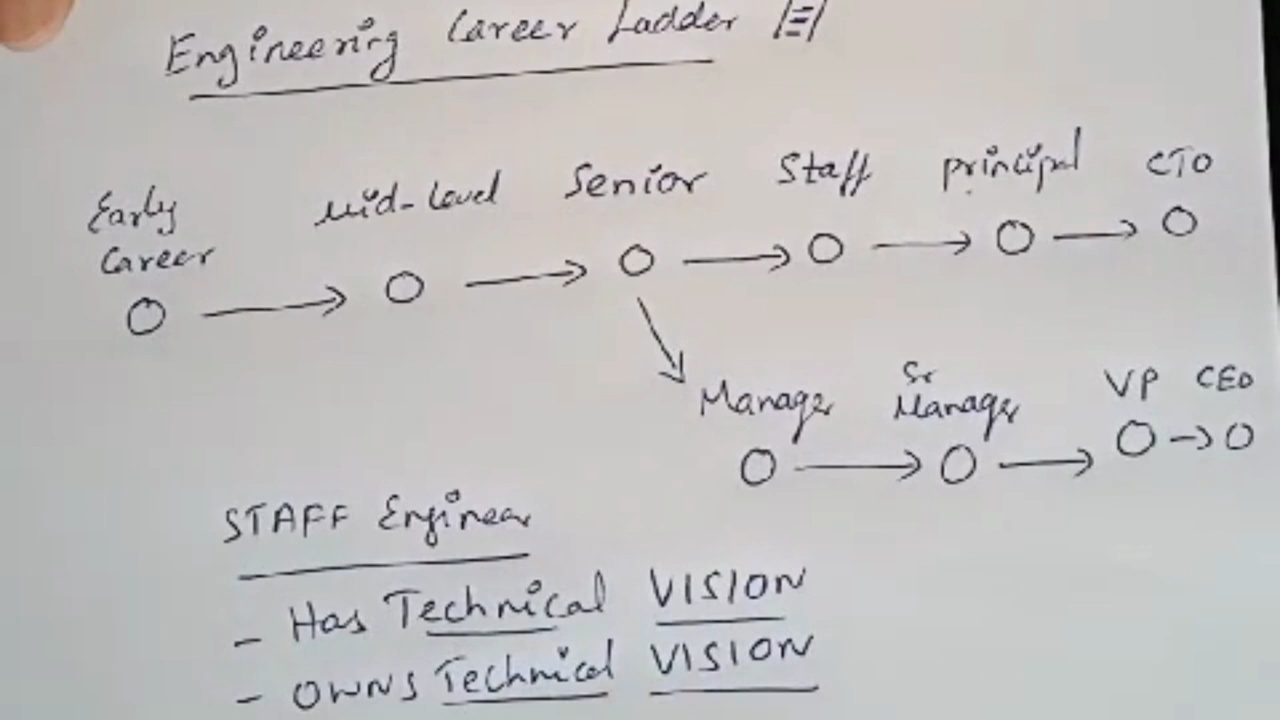 Engineering Career Ladder
Early Career
Mid-Level
Senior
Staff
Principal
CTO
Manager
Sr Manager
VP
CEO
STAFF Engineer
- Has Technical VISION
- OWNS Technical VISION